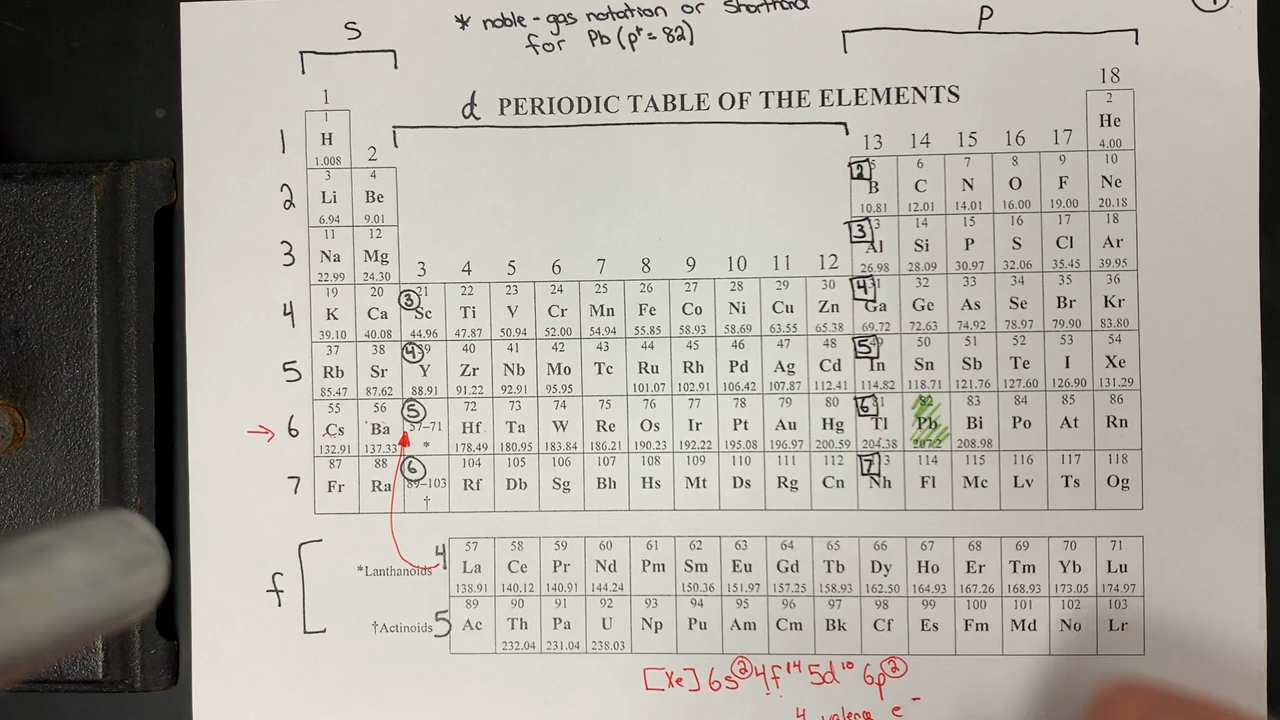 * noble-gas notation or Shorthand
for Pb (p+ = 82)
S
p
d PERIODIC TABLE OF THE ELEMENTS
1 18
1 2
H He
1 1.008 2 13 14 15 16 17 4.00
3 4 2 5 6 7 8 9 10
2 Li Be B C N O F Ne
6.94 9.01 10.81 12.01 14.01 16.00 19.00 20.18
11 12 3 13 14 15 16 17 18
3 Na Mg Al Si P S Cl Ar
22.99 24.30 3 4 5 6 7 8 9 10 11 12 26.98 28.09 30.97 32.06 35.45 39.95
19 20 3 21 22 23 24 25 26 27 28 29 30 4 31 32 33 34 35 36
4 K Ca Sc Ti V Cr Mn Fe Co Ni Cu Zn Ga Ge As Se Br Kr
39.10 40.08 44.96 47.87 50.94 52.00 54.94 55.85 58.93 58.69 63.55 65.38 69.72 72.63 74.92 78.97 79.90 83.80
37 38 4 39 40 41 42 43 44 45 46 47 48 5 49 50 51 52 53 54
5 Rb Sr Y Zr Nb Mo Tc Ru Rh Pd Ag Cd In Sn Sb Te I Xe
85.47 87.62 88.91 91.22 92.91 95.95 101.07 102.91 106.42 107.87 112.41 114.82 118.71 121.76 127.60 126.90 131.29
55 56 5 57–71 72 73 74 75 76 77 78 79 80 6 81 82 83 84 85 86
→ 6 Cs Ba * Hf Ta W Re Os Ir Pt Au Hg Tl Pb Bi Po At Rn
132.91 137.33 178.49 180.95 183.84 186.21 190.23 192.22 195.08 196.97 200.59 204.38 207.2 208.98
87 88 6 89–103 104 105 106 107 108 109 110 111 112 7 113 114 115 116 117 118
7 Fr Ra † Rf Db Sg Bh Hs Mt Ds Rg Cn Nh Fl Mc Lv Ts Og
f
57 58 59 60 61 62 63 64 65 66 67 68 69 70 71
*Lanthanoids 4 La Ce Pr Nd Pm Sm Eu Gd Tb Dy Ho Er Tm Yb Lu
138.91 140.12 140.91 144.24 150.36 151.97 157.25 158.93 162.50 164.93 167.26 168.93 173.05 174.97
89 90 91 92 93 94 95 96 97 98 99 100 101 102 103
†Actinoids 5 Ac Th Pa U Np Pu Am Cm Bk Cf Es Fm Md No Lr
232.04 231.04 238.03
[Xe] 6s² 4f¹⁴ 5d¹⁰ 6p²
4 valence e⁻